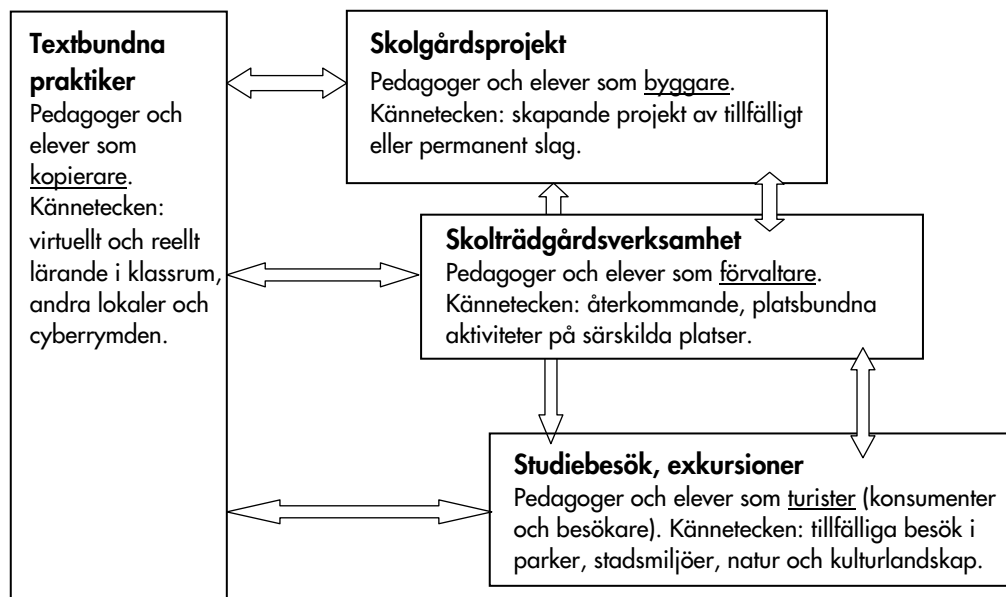 Textbundna
praktiker
Pedagoger och
elever som
kopierare.
Kännetecken:
virtuellt och reellt
lärande i klassrum,
andra lokaler och
cyberrymden.
Skolgårdsprojekt
Pedagoger och elever som byggare.
Kännetecken: skapande projekt av tillfälligt
eller permanent slag.
Skolträdgårdsverksamhet
Pedagoger och elever som förvaltare.
Kännetecken: återkommande, platsbundna
aktiviteter på särskilda platser.
Studiebesök, exkursioner
Pedagoger och elever som turister (konsumenter
och besökare). Kännetecken: tillfälliga besök i
parker, stadsmiljöer, natur och kulturlandskap.